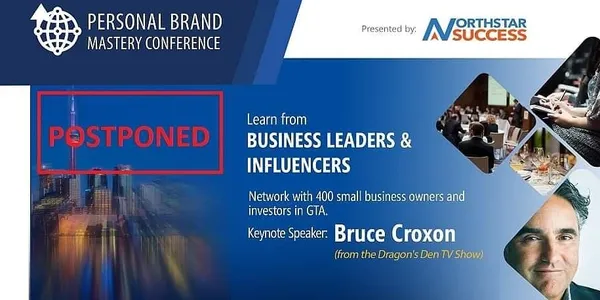 PERSONAL BRAND
MASTERY CONFERENCE
Presented by:
NORTHSTAR
SUCCESS
POSTPONED
Learn from
BUSINESS LEADERS &
INFLUENCERS
Network with 400 small business owners and
investors in GTA.
Keynote Speaker: Bruce Croxon
(from the Dragon's Den TV Show)